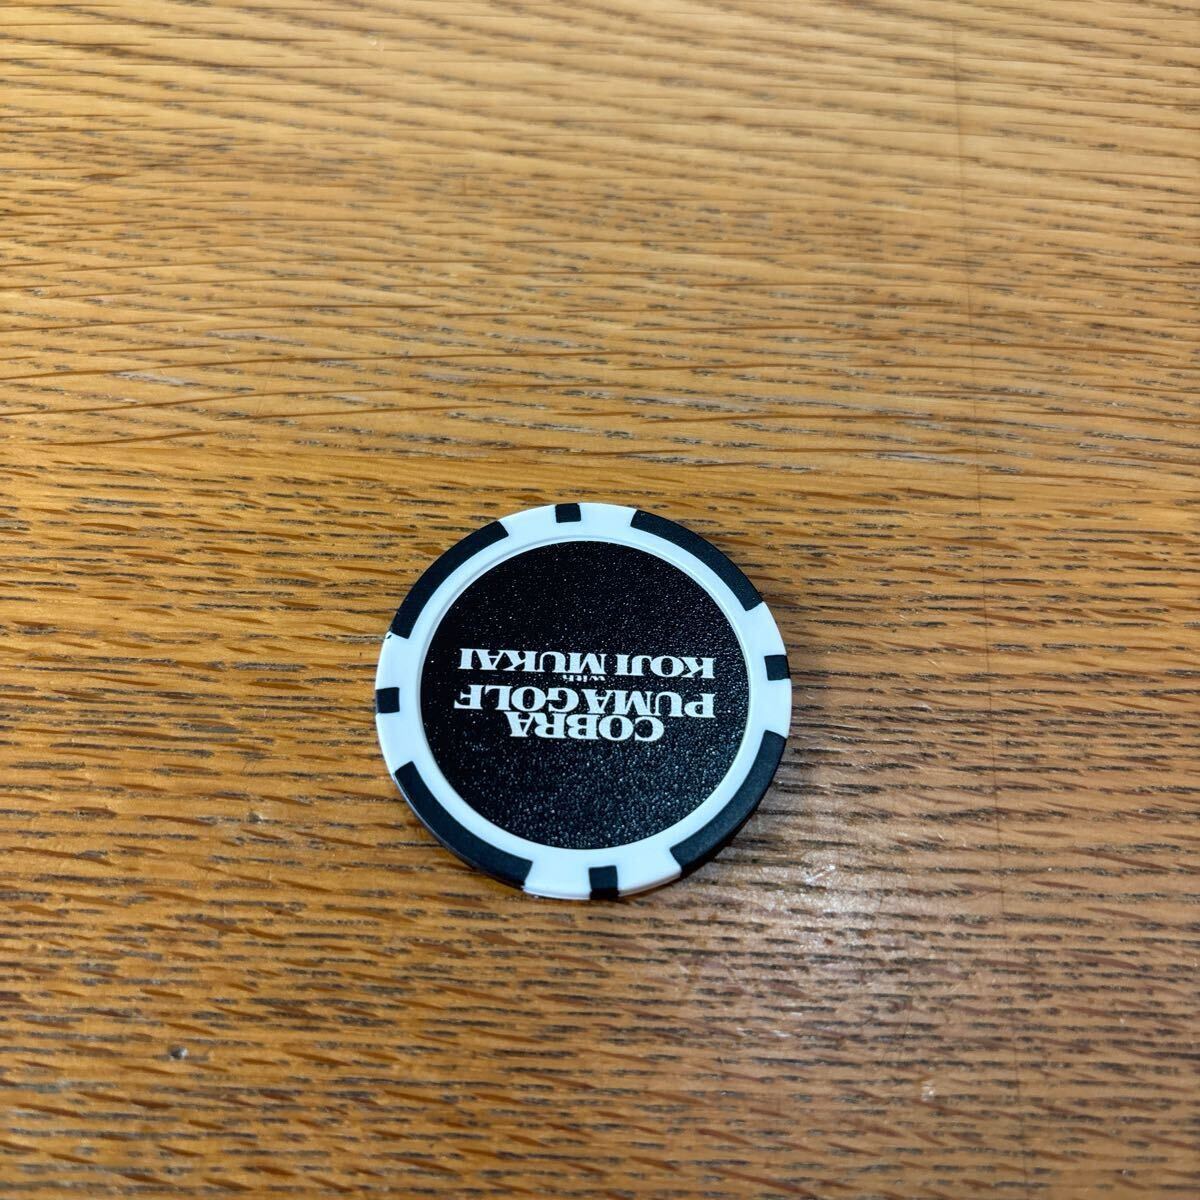 COBRA
PUMA GOLF
with
KOJI MUKAI